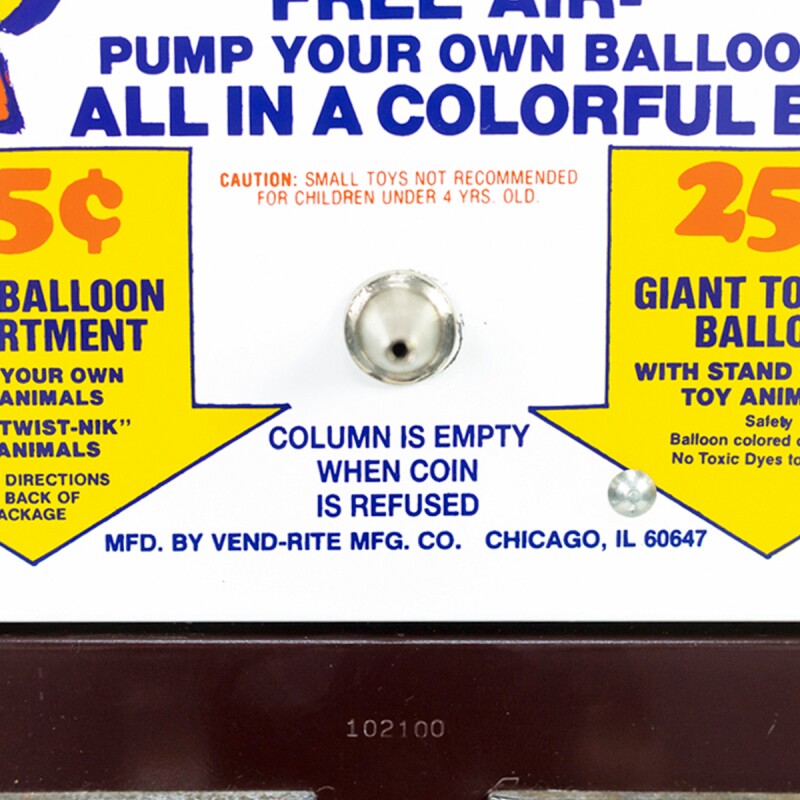 FREE AIR-
PUMP YOUR OWN BALLOO
ALL IN A COLORFUL
CAUTION: SMALL TOYS NOT RECOMMENDED
FOR CHILDREN UNDER 4 YRS. OLD.
5¢
BALLOON
RTMENT
YOUR OWN
ANIMALS
TWIST-NIK”
ANIMALS
DIRECTIONS
BACK OF
ACKAGE
25
GIANT TO
BALLO
WITH STAND
TOY ANIM
Safety
Balloon colored
No Toxic Dyes to
COLUMN IS EMPTY
WHEN COIN
IS REFUSED
MFD. BY VEND-RITE MFG. CO. CHICAGO, IL 60647
102100